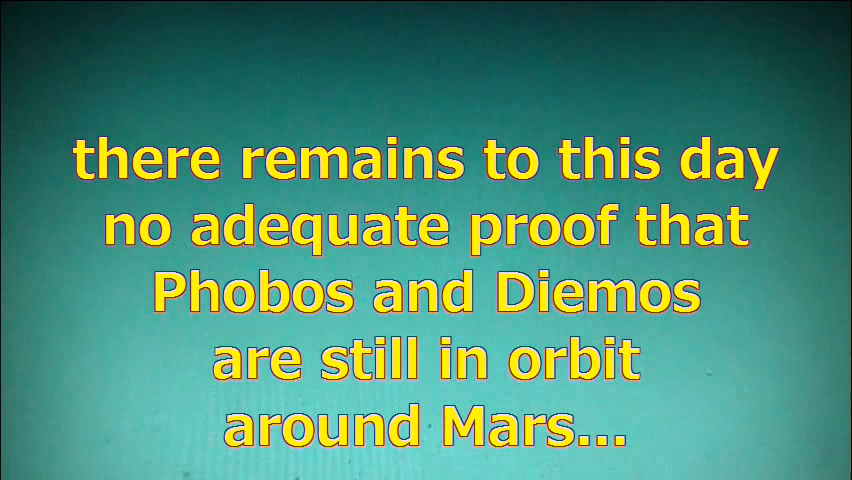 there remains to this day
no adequate proof that
Phobos and Diemos
are still in orbit
around Mars...